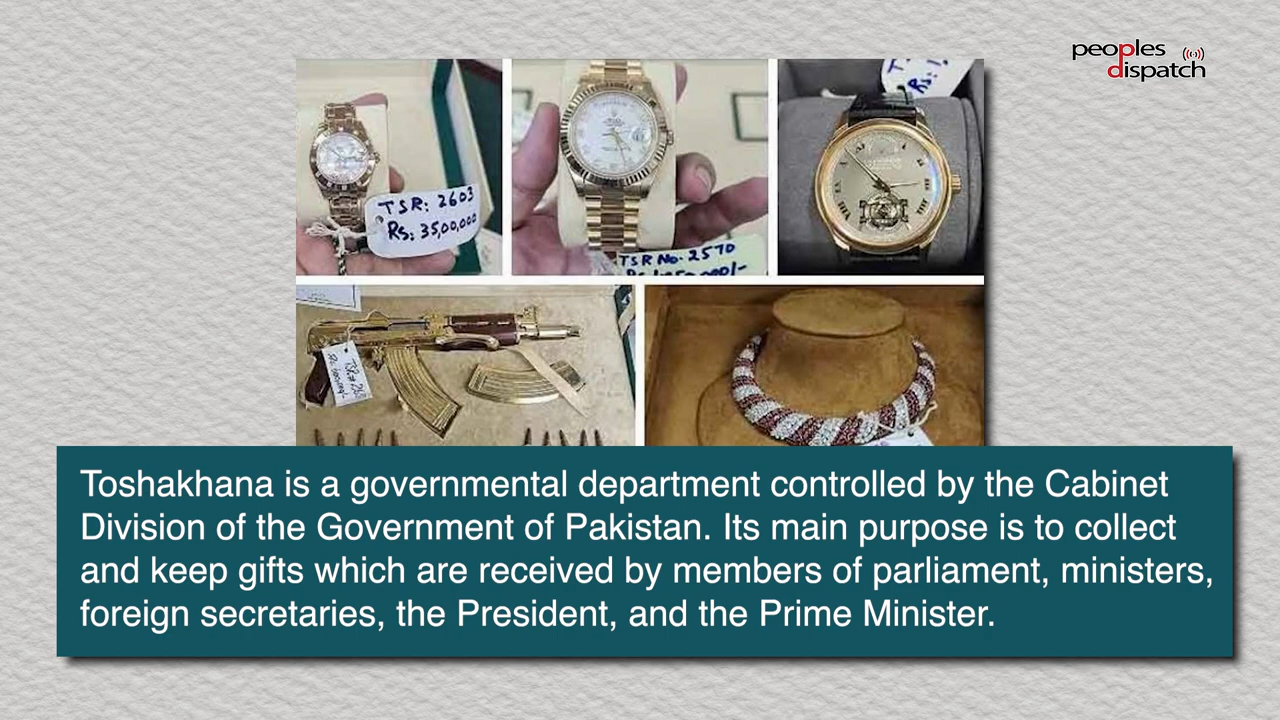 peoples
dispatch
TSR: 2603
Rs: 35,00,000
TSR No. 2570
Toshakhana is a governmental department controlled by the Cabinet
Division of the Government of Pakistan. Its main purpose is to collect
and keep gifts which are received by members of parliament, ministers,
foreign secretaries, the President, and the Prime Minister.